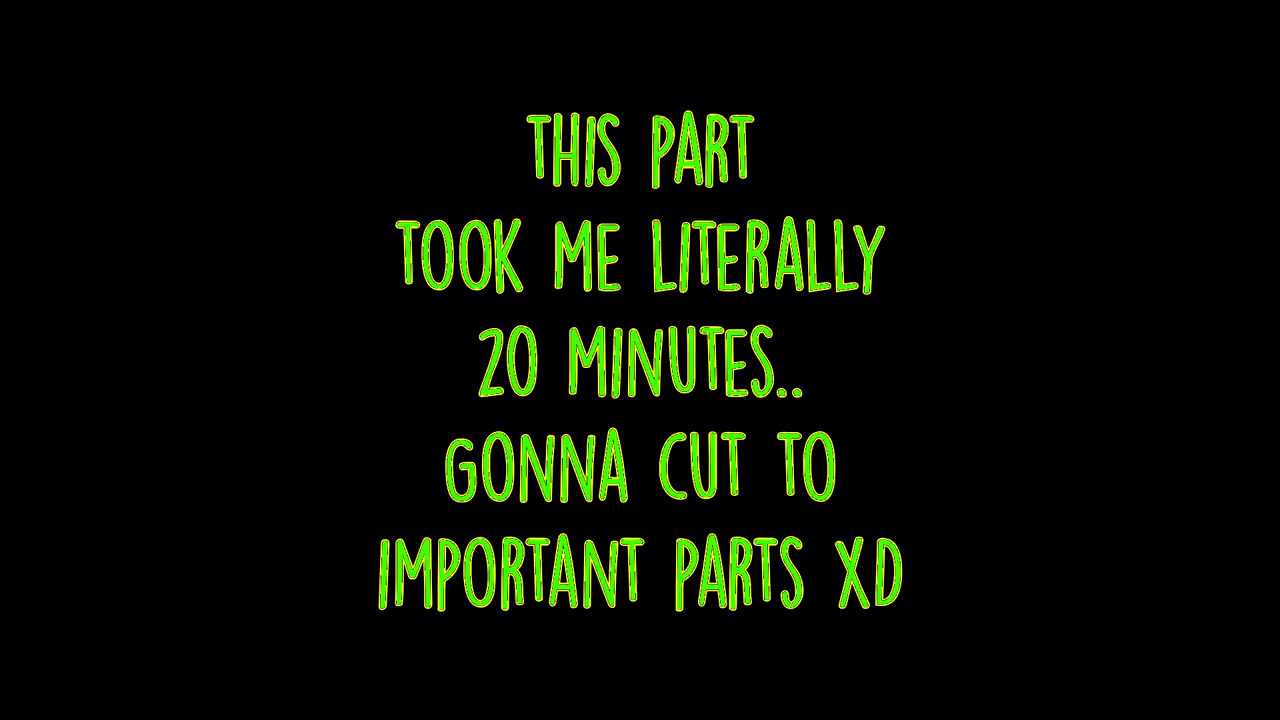 THIS PART
TOOK ME LITERALLY
20 MINUTES..
GONNA CUT TO
IMPORTANT PARTS XD